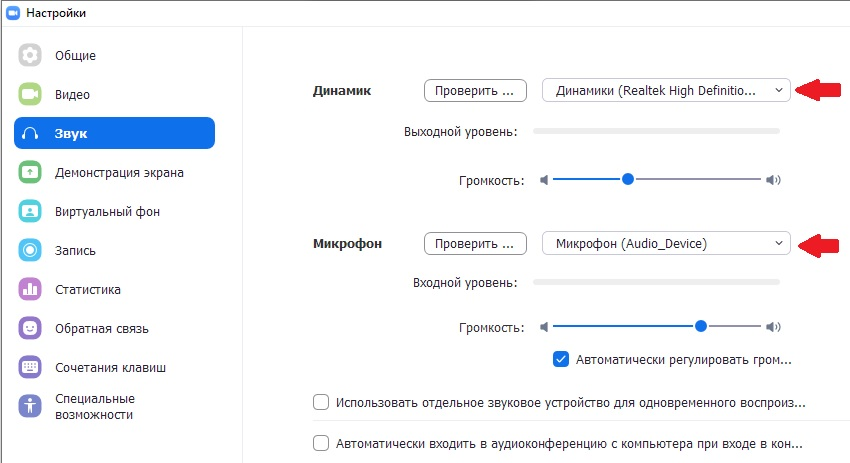 Настройки
Общие
Видео
Звук
Демонстрация экрана
Виртуальный фон
Запись
Статистика
Обратная связь
Сочетания клавиш
Специальные
возможности
Динамик Проверить ... Динамики (Realtek High Definitio...
Выходной уровень:
Громкость:
Микрофон Проверить ... Микрофон (Audio_Device)
Входной уровень:
Громкость:
Автоматически регулировать гром...
Использовать отдельное звуковое устройство для одновременного воспроиз...
Автоматически входить в аудиоконференцию с компьютера при входе в кон...